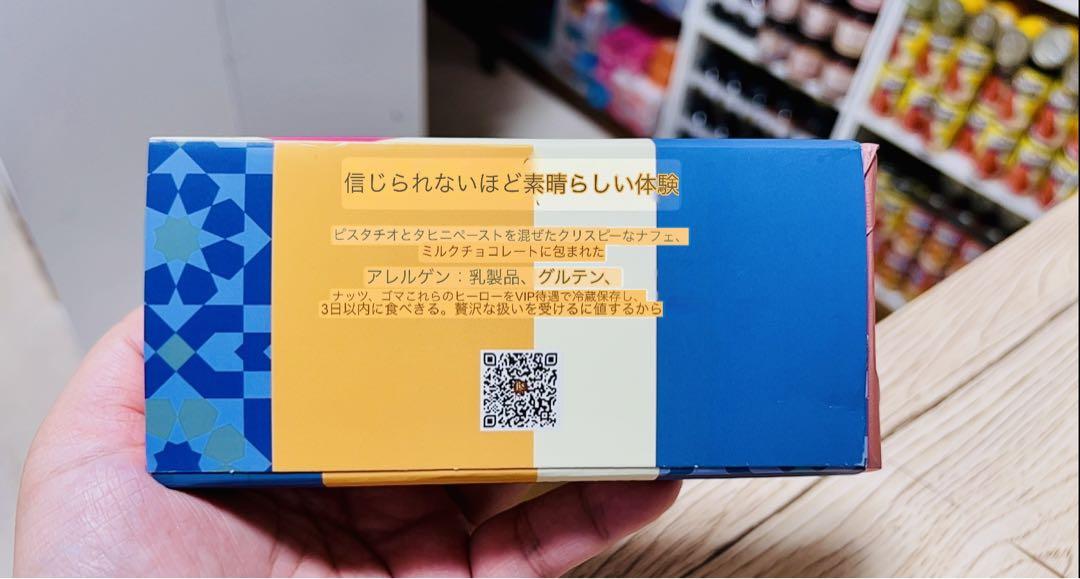 信じられないほど素晴らしい体験
ピスタチオとタヒニペーストを混ぜたクリスピーなナフェ、
ミルクチョコレートに包まれた
アレルゲン：乳製品、グルテン、
ナッツ、ゴマこれらのヒーローをVIP待遇で冷蔵保存し、
3日以内に食べきる。贅沢な扱いを受けるに値するから